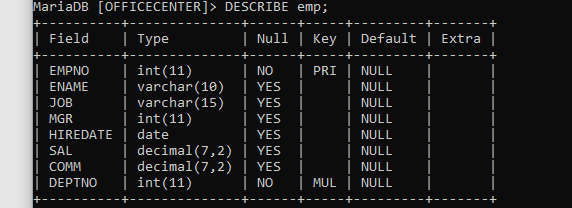 MariaDB [OFFICECENTER]> DESCRIBE emp;
+----------+--------------+------+-----+---------+-------+
| Field    | Type         | Null | Key | Default | Extra |
+----------+--------------+------+-----+---------+-------+
| EMPNO    | int(11)      | NO   | PRI | NULL    |       |
| ENAME    | varchar(10)  | YES  |     | NULL    |       |
| JOB      | varchar(15)  | YES  |     | NULL    |       |
| MGR      | int(11)      | YES  |     | NULL    |       |
| HIREDATE | date         | YES  |     | NULL    |       |
| SAL      | decimal(7,2) | YES  |     | NULL    |       |
| COMM     | decimal(7,2) | YES  |     | NULL    |       |
| DEPTNO   | int(11)      | NO   | MUL | NULL    |       |
+----------+--------------+------+-----+---------+-------+